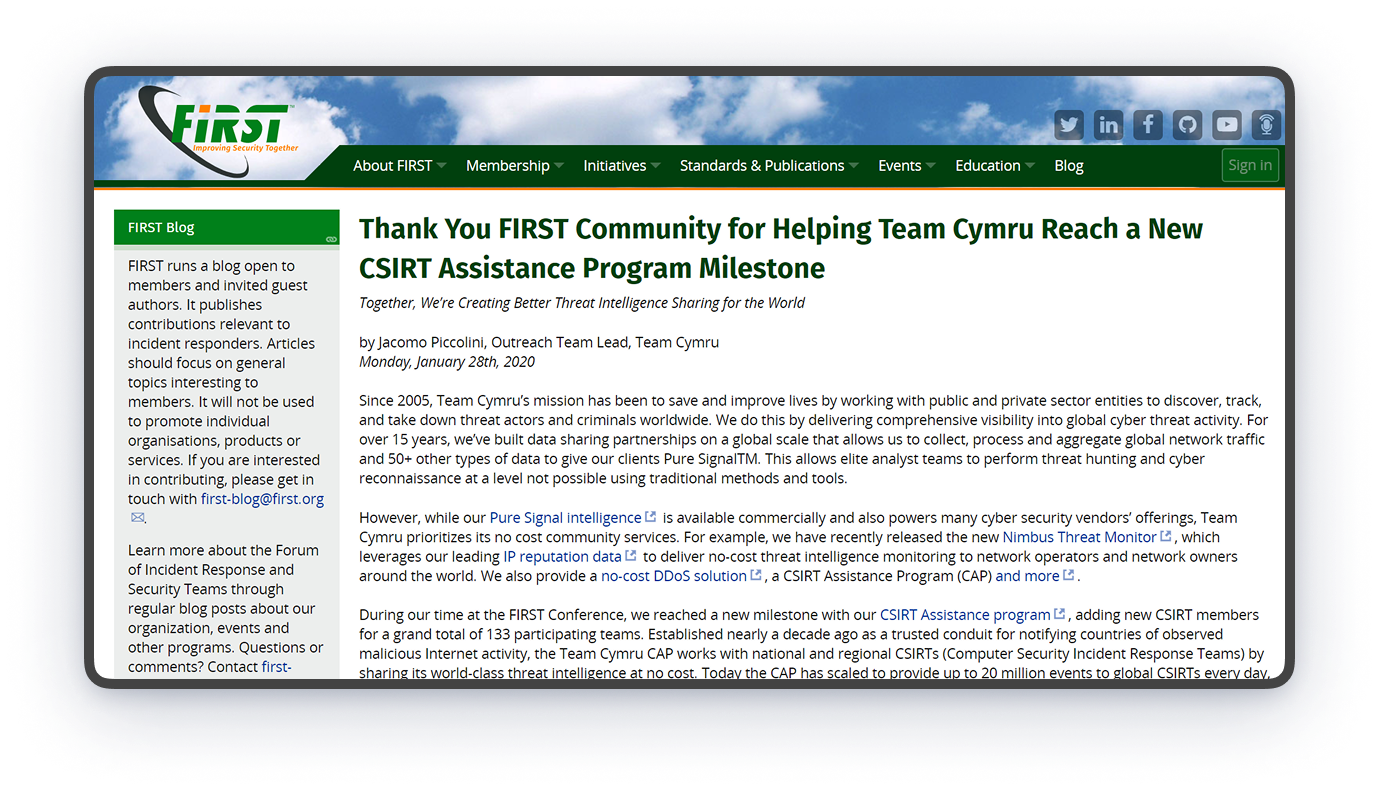 FiRST™
Improving Security Together
About FIRST
Membership
Initiatives
Standards & Publications
Events
Education
Blog
Sign in
FIRST Blog
FIRST runs a blog open to
members and invited guest
authors. It publishes
contributions relevant to
incident responders. Articles
should focus on general
topics interesting to
members. It will not be used
to promote individual
organisations, products or
services. If you are interested
in contributing, please get in
touch with first-blog@first.org
.
Learn more about the Forum
of Incident Response and
Security Teams through
regular blog posts about our
organization, events and
other programs. Questions or
comments? Contact first-
Thank You FIRST Community for Helping Team Cymru Reach a New
CSIRT Assistance Program Milestone
Together, We're Creating Better Threat Intelligence Sharing for the World
by Jacomo Piccolini, Outreach Team Lead, Team Cymru
Monday, January 28th, 2020
Since 2005, Team Cymru's mission has been to save and improve lives by working with public and private sector entities to discover, track,
and take down threat actors and criminals worldwide. We do this by delivering comprehensive visibility into global cyber threat activity. For
over 15 years, we've built data sharing partnerships on a global scale that allows us to collect, process and aggregate global network traffic
and 50+ other types of data to give our clients Pure SignalTM. This allows elite analyst teams to perform threat hunting and cyber
reconnaissance at a level not possible using traditional methods and tools.
However, while our Pure Signal intelligence is available commercially and also powers many cyber security vendors' offerings, Team
Cymru prioritizes its no cost community services. For example, we have recently released the new Nimbus Threat Monitor , which
leverages our leading IP reputation data to deliver no-cost threat intelligence monitoring to network operators and network owners
around the world. We also provide a no-cost DDoS solution , a CSIRT Assistance Program (CAP) and more .
During our time at the FIRST Conference, we reached a new milestone with our CSIRT Assistance program , adding new CSIRT members
for a grand total of 133 participating teams. Established nearly a decade ago as a trusted conduit for notifying countries of observed
malicious Internet activity, the Team Cymru CAP works with national and regional CSIRTs (Computer Security Incident Response Teams) by
sharing its world-class threat intelligence at no cost. Today the CAP has scaled to provide up to 20 million events to global CSIRTs every day,